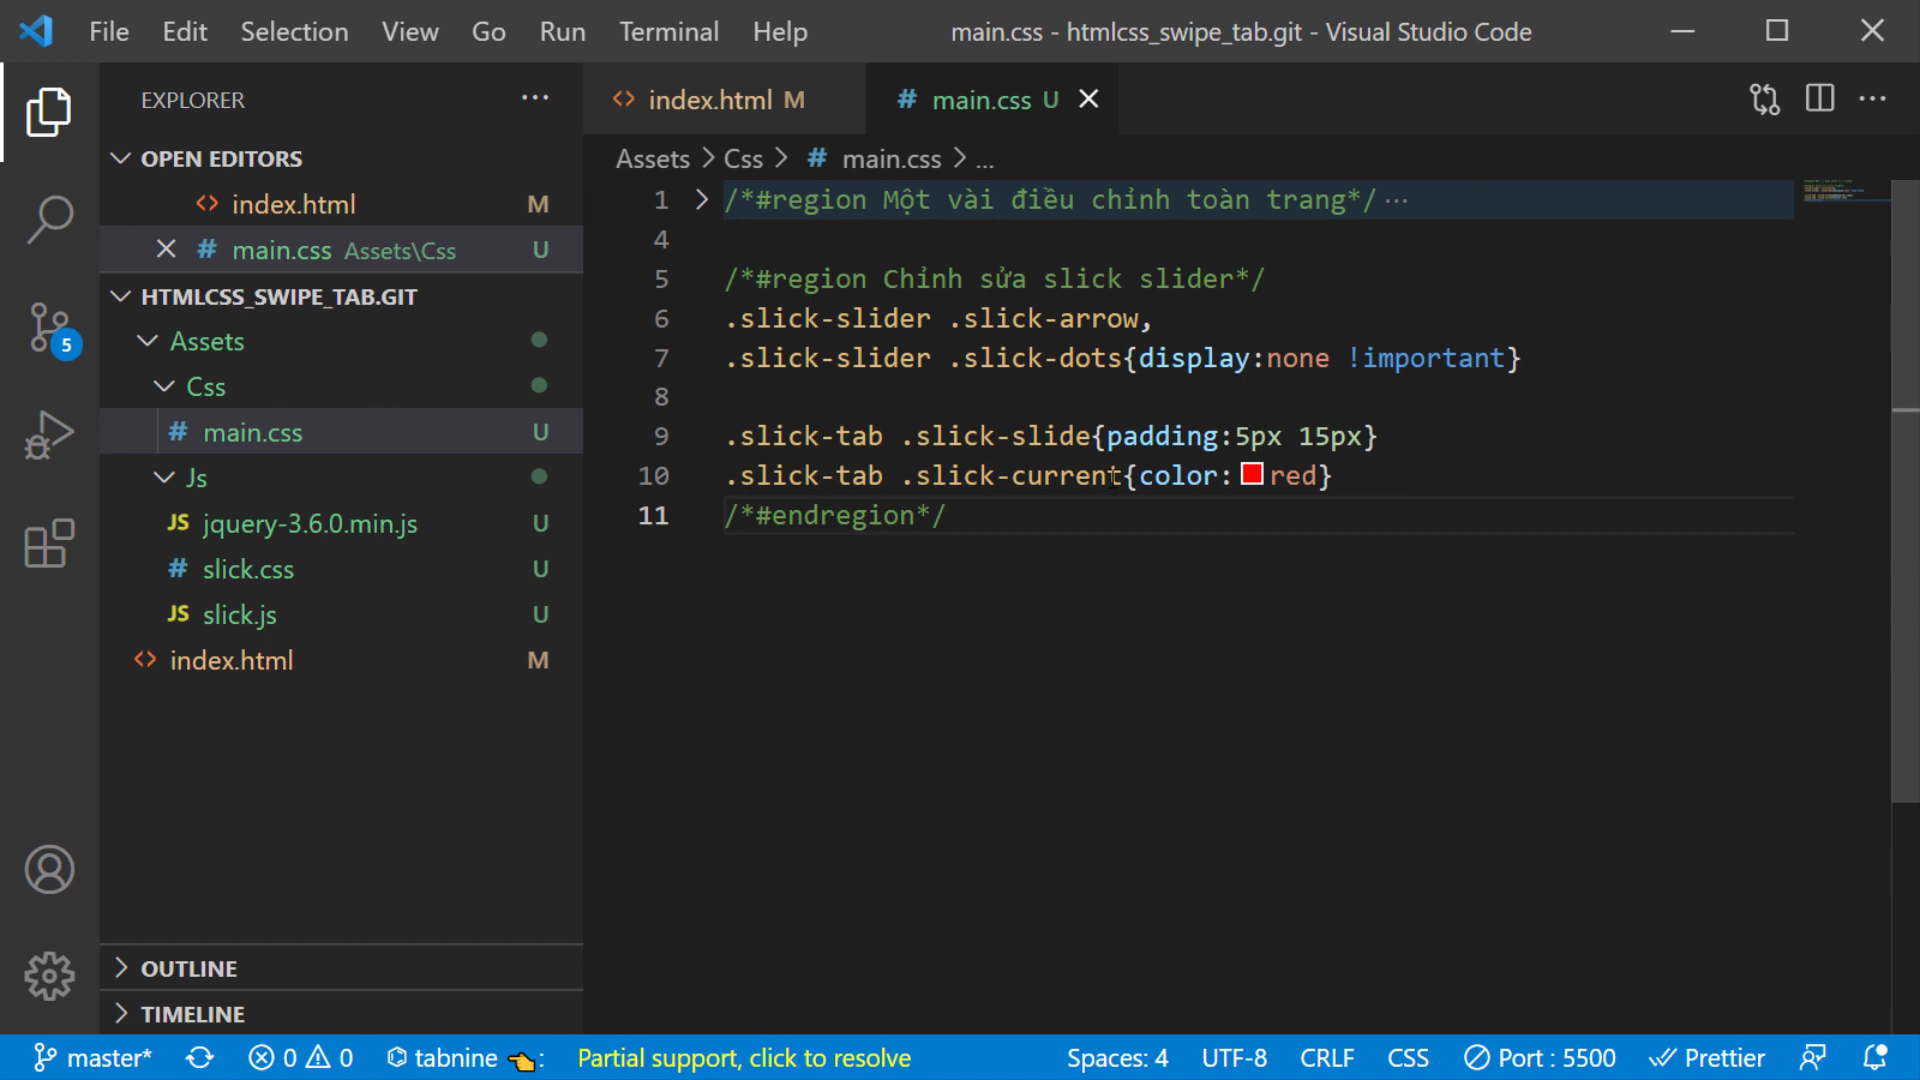 File Edit Selection View Go Run Terminal Help main.css - htmlcss_swipe_tab.git - Visual Studio Code
EXPLORER ···
OPEN EDITORS
index.html M
main.css Assets\Css U
HTMLCSS_SWIPE_TAB.GIT
Assets
Css
main.css U
Js
JS jquery-3.6.0.min.js U
# slick.css U
JS slick.js U
index.html M
OUTLINE
TIMELINE
5
index.html M # main.css U
Assets > Css > # main.css > ...
1 /*#region Một vài điều chỉnh toàn trang*/ ···
4
5 /*#region Chỉnh sửa slick slider*/
6 .slick-slider .slick-arrow,
7 .slick-slider .slick-dots{display:none !important}
8
9 .slick-tab .slick-slide{padding:5px 15px}
10 .slick-tab .slick-current{color:red}
11 /*#endregion*/
master* 0 0 tabnine : Partial support, click to resolve Spaces: 4 UTF-8 CRLF CSS Port : 5500 Prettier